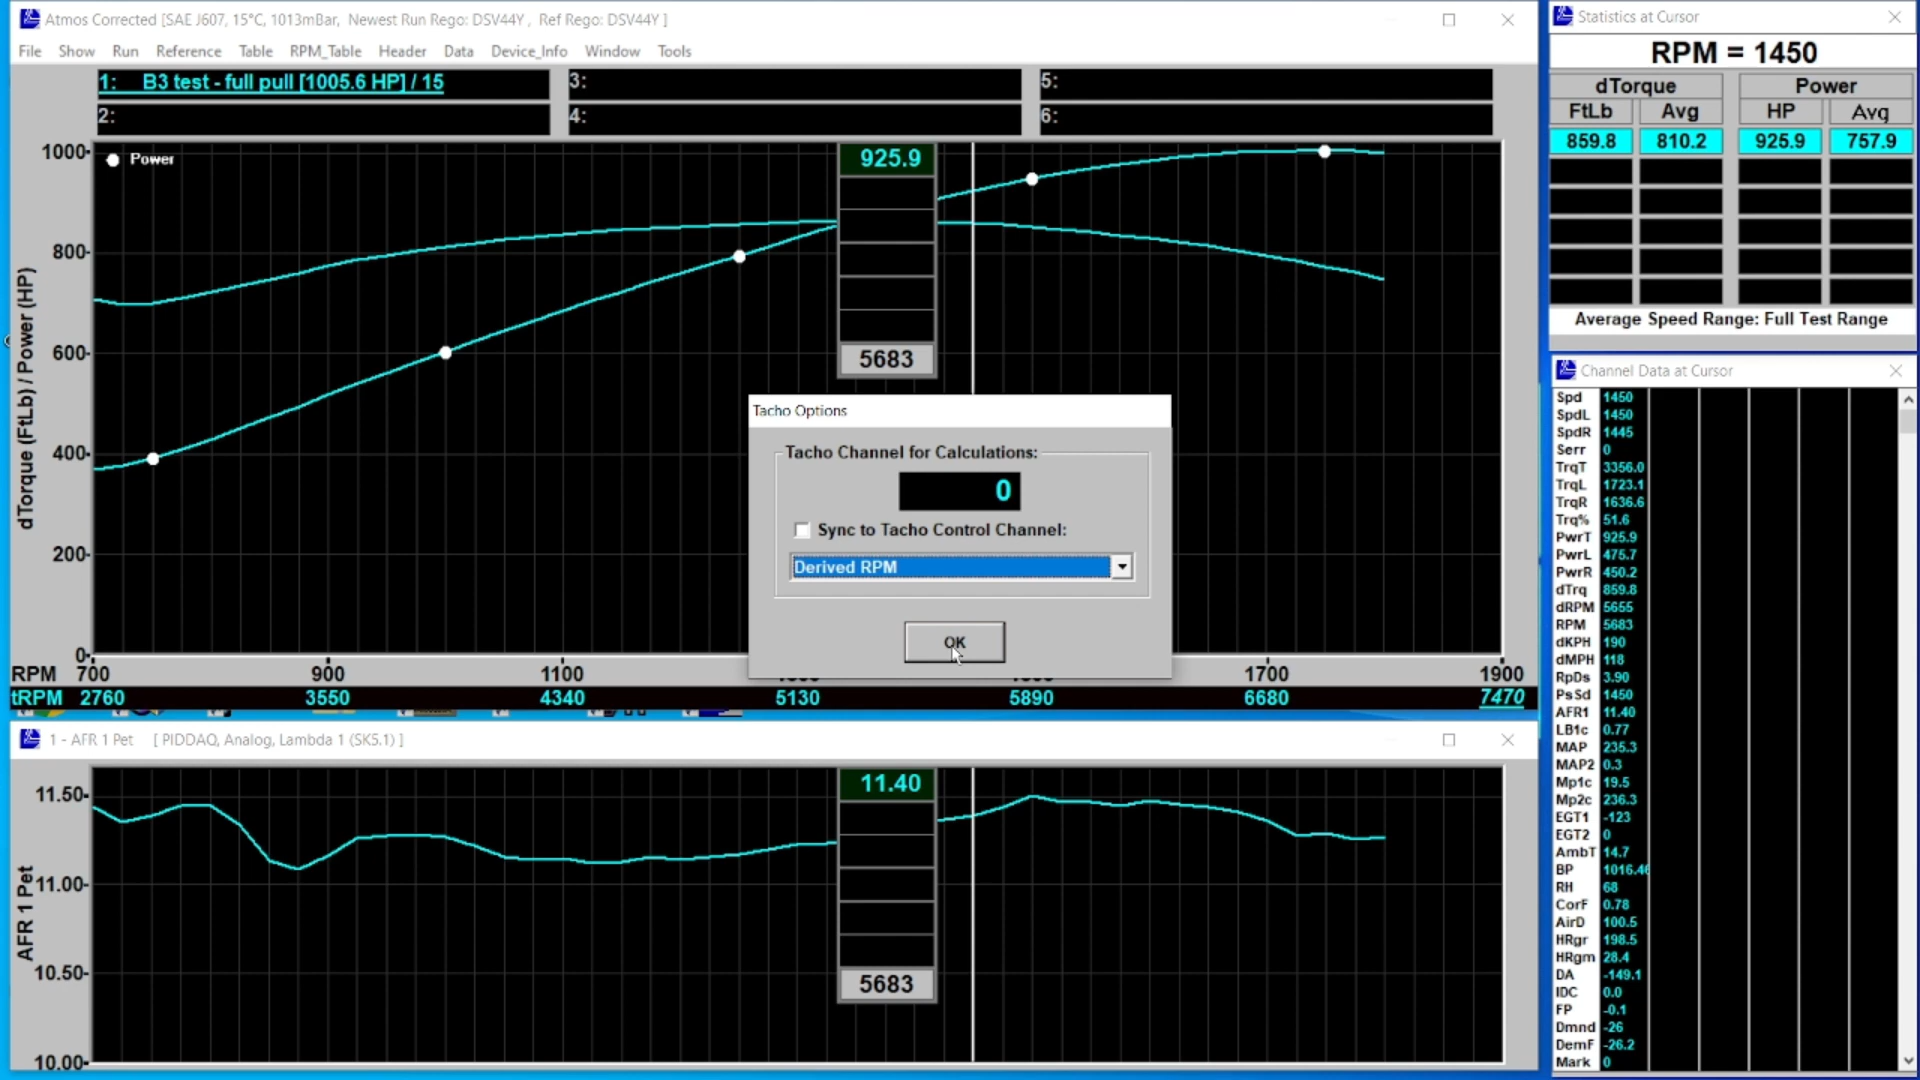 Atmos Corrected [SAE J607, 15°C, 1013mBar, Newest Run Rego: DSV44Y , Ref Rego: DSV44Y ]
File Show Run Reference Table RPM_Table Header Data Device_Info Window Tools
1: B3 test - full pull [1005.6 HP] / 15
3:
5:
2:
4:
6:
Power
925.9
5683
dTorque (FtLb) / Power (HP)
1000
800
600
400
200
0
RPM 700 900 1100 1700 1900
tRPM 2760 3550 4340 5130 5890 6680 7470
Tacho Options
Tacho Channel for Calculations:
0
Sync to Tacho Control Channel:
Derived RPM
OK
1 - AFR 1 Pet [ PIDDAQ, Analog, Lambda 1 (SK5.1) ]
11.40
5683
AFR 1 Pet
11.50
11.00
10.50
10.00
Statistics at Cursor
RPM = 1450
dTorque Power
FtLb Avg HP Avg
859.8 810.2 925.9 757.9
Average Speed Range: Full Test Range
Channel Data at Cursor
Spd 1450
SpdL 1450
SpdR 1445
Serr 0
TrqT 3356.0
TrqL 1723.1
TrqR 1636.6
Trq% 51.6
PwrT 925.9
PwrL 475.7
PwrR 450.2
dTrq 859.8
dRPM 5655
RPM 5683
dKPH 190
dMPH 118
RpDs 3.90
PsSd 1450
AFR1 11.40
LB1c 0.77
MAP 235.3
MAP2 0.3
Mp1c 19.5
Mp2c 236.3
EGT1 -123
EGT2 0
AmbT 14.7
BP 1016.46
RH 68
CorF 0.78
AirD 100.5
HRgr 198.5
HRgm 28.4
DA -149.1
IDC 0.0
FP -0.1
Dmnd -26
DemF -26.2
Mark 0